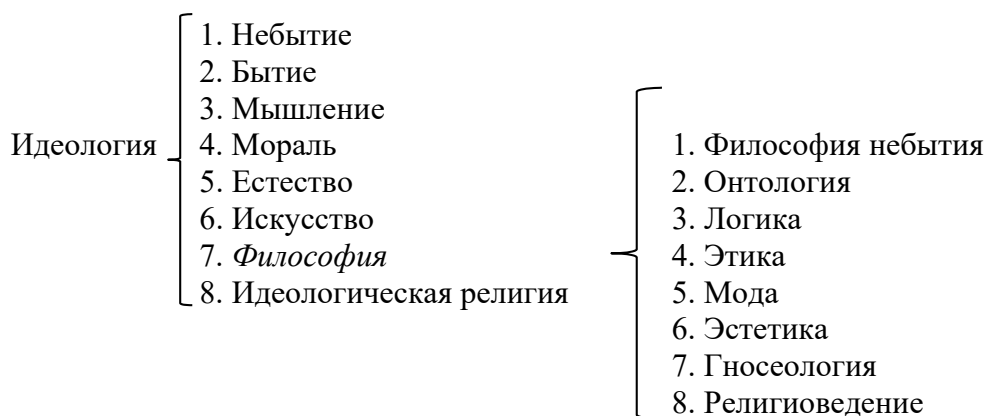 Идеология
1. Небытие
2. Бытие
3. Мышление
4. Мораль
5. Естество
6. Искусство
7. Философия
8. Идеологическая религия
1. Философия небытия
2. Онтология
3. Логика
4. Этика
5. Мода
6. Эстетика
7. Гносеология
8. Религиоведение